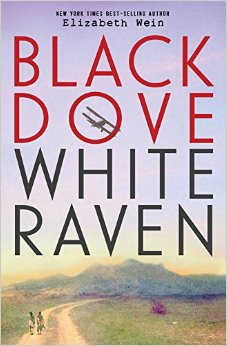 NEW YORK TIMES BEST-SELLING AUTHOR
Elizabeth Wein
BLACK
DOVE
WHITE
RAVEN